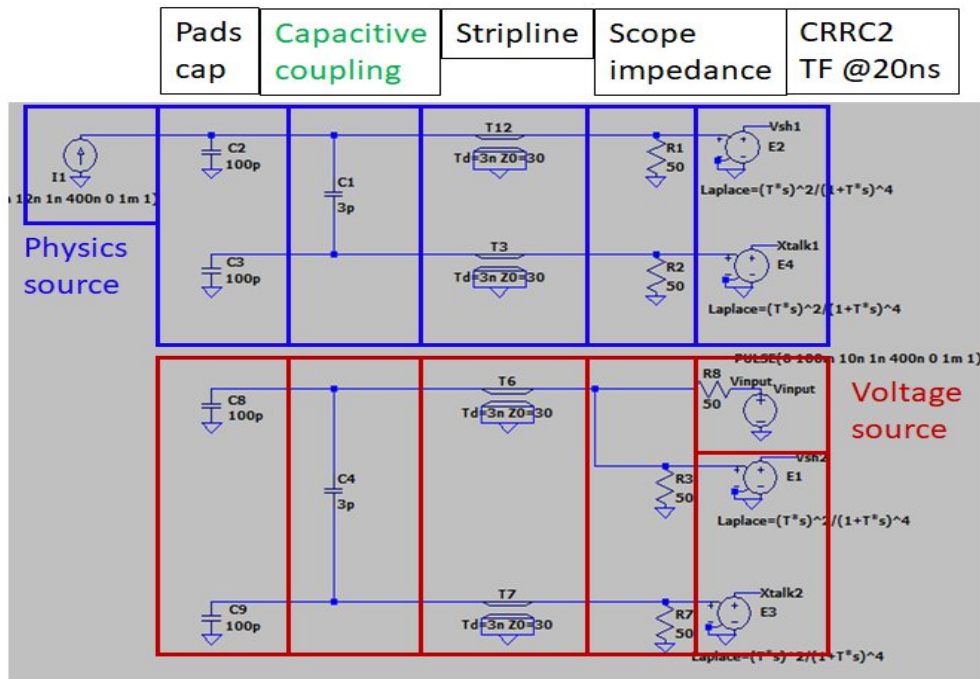 Pads cap
Capacitive coupling
Stripline
Scope impedance
CRRC2 TF @20ns
I1
12n 1n 400n 0 1m 1)
Physics source
C2
100p
C1
3p
C3
100p
T12
Td=3n Z0=30
T3
Td=3n Z0=30
R1
50
R2
50
Vsh1
E2
Laplace=(T*s)^2/(1+T*s)^4
Xtalk1
E4
Laplace=(T*s)^2/(1+T*s)^4
C8
100p
C4
3p
C9
100p
T6
Td=3n Z0=30
T7
Td=3n Z0=30
PULSE(0 100m 10n 1n 400n 0 1m 1)
R8
50
Vinput
Vinput
Voltage source
R3
50
Vsh2
E1
Laplace=(T*s)^2/(1+T*s)^4
R7
50
Xtalk2
E3
Laplace=(T*s)^2/(1+T*s)^4